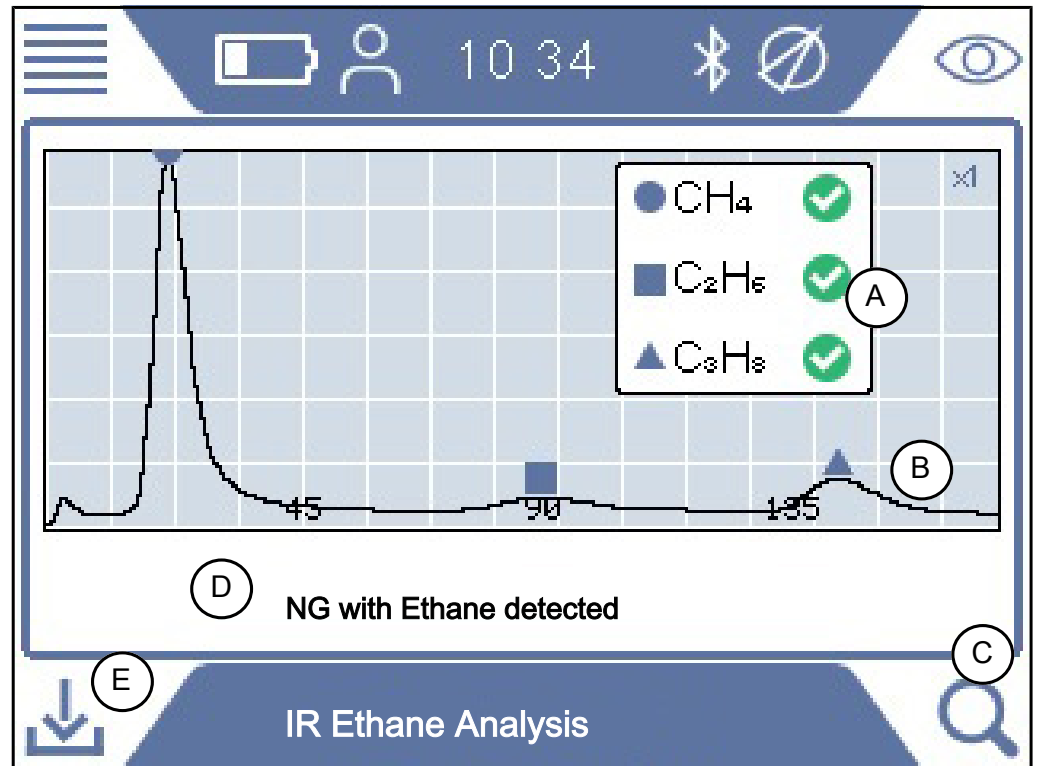 10 34
x1
CH₄
C₂H₆
A
C₃H₈
B
45
90
135
D
NG with Ethane detected
C
E
IR Ethane Analysis